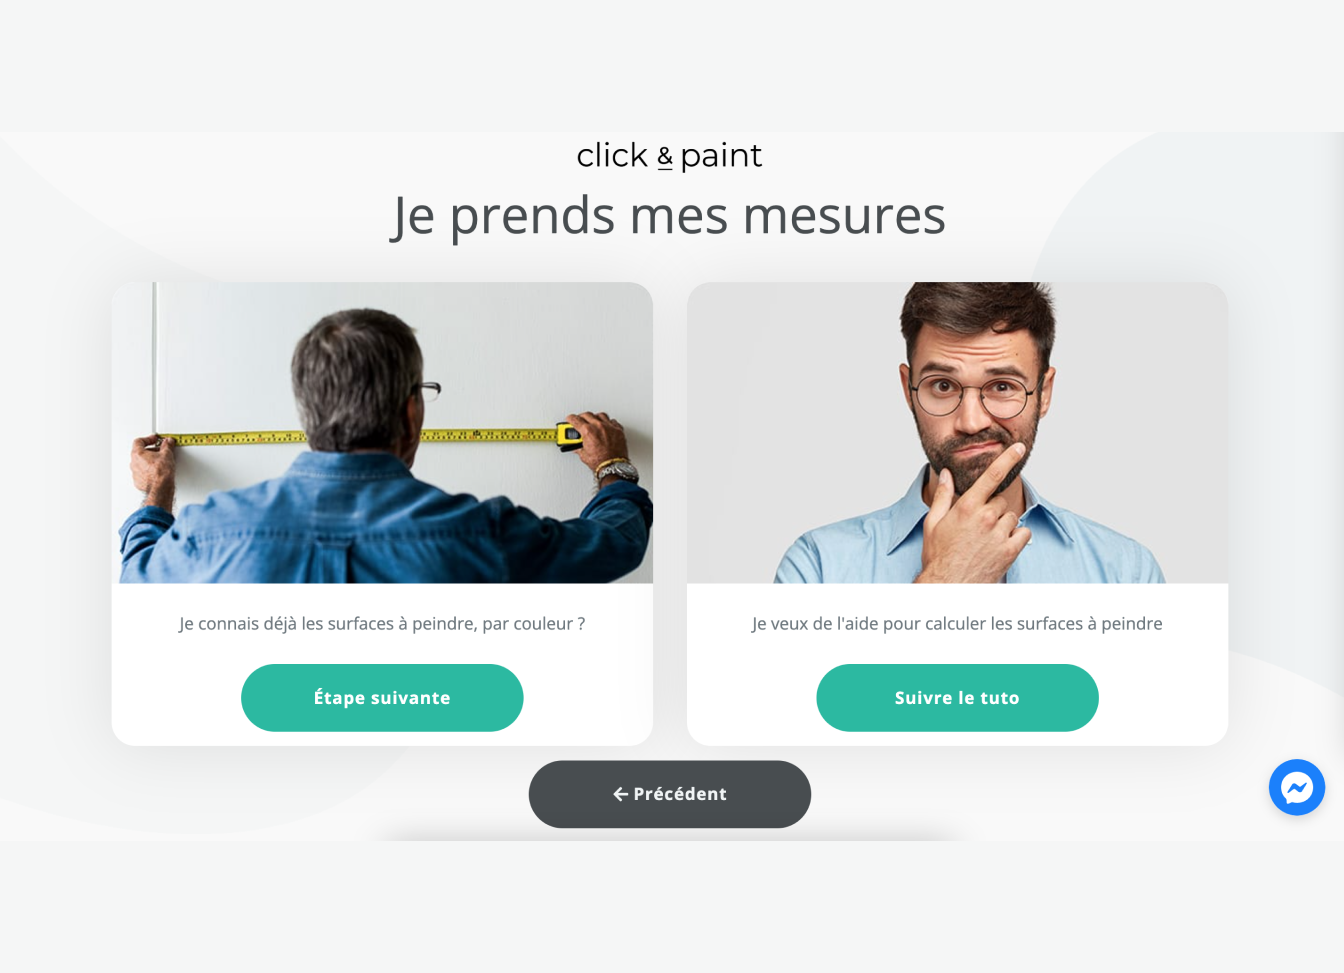 click & paint
Je prends mes mesures
Je connais déjà les surfaces à peindre, par couleur ?
Étape suivante
Je veux de l'aide pour calculer les surfaces à peindre
Suivre le tuto
← Précédent